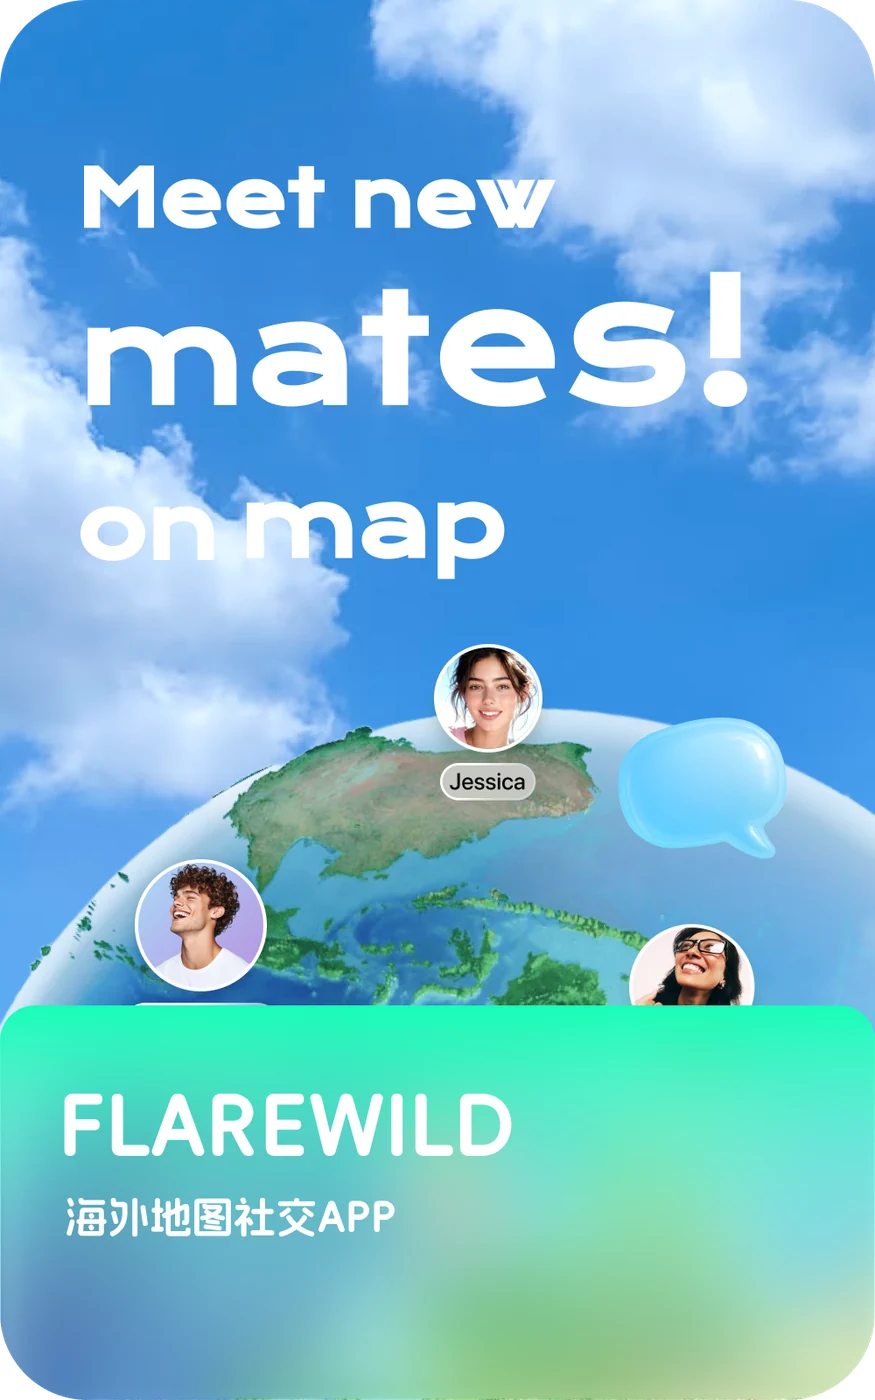 Meet new
mates!
on map
Jessica
FLAREWILD
海外地图社交APP